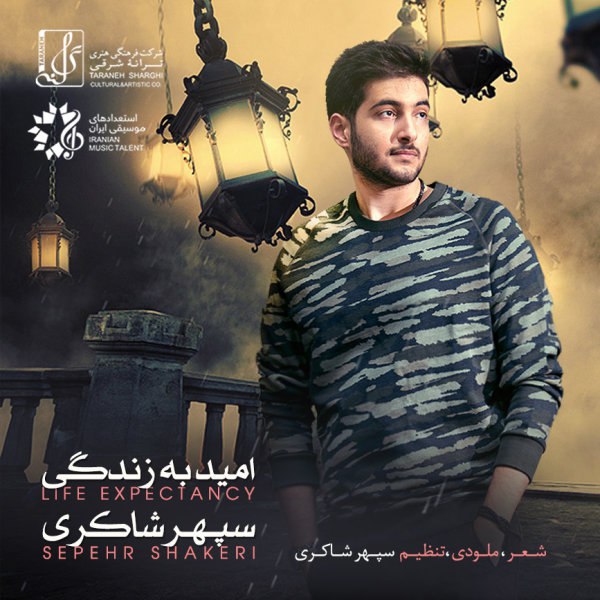 شرکت فرهنگی هنری
ترانه شرقی
TARANEH SHARGHI
CULTURAL&ARTISTIC.CO
TARANEH
استعدادهای
موسیقی ایران
IRANIAN
MUSIC TALENT
امید به زندگی
LIFE EXPECTANCY
سپهر شاکری
SEPEHR SHAKERI
شعر، ملودی، تنظیم سپهر شاکری